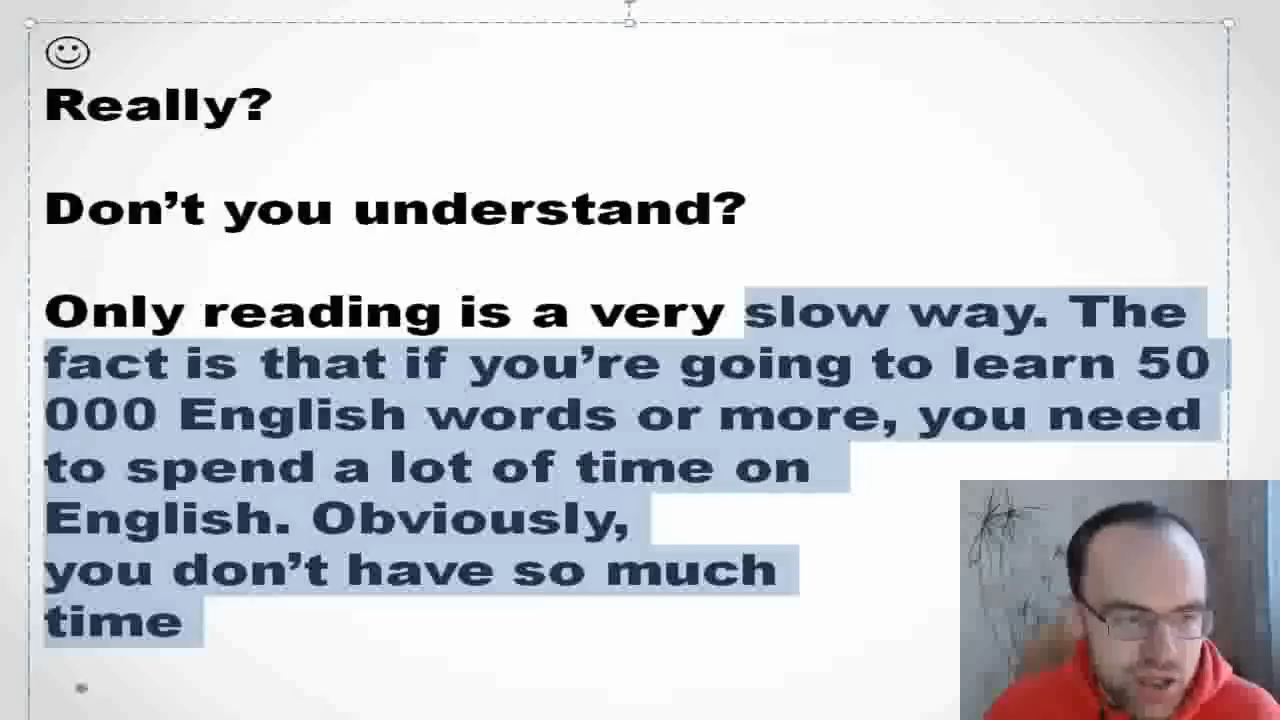 Really?
Don’t you understand?
Only reading is a very slow way. The
fact is that if you’re going to learn 50
000 English words or more, you need
to spend a lot of time on
English. Obviously,
you don’t have so much
time